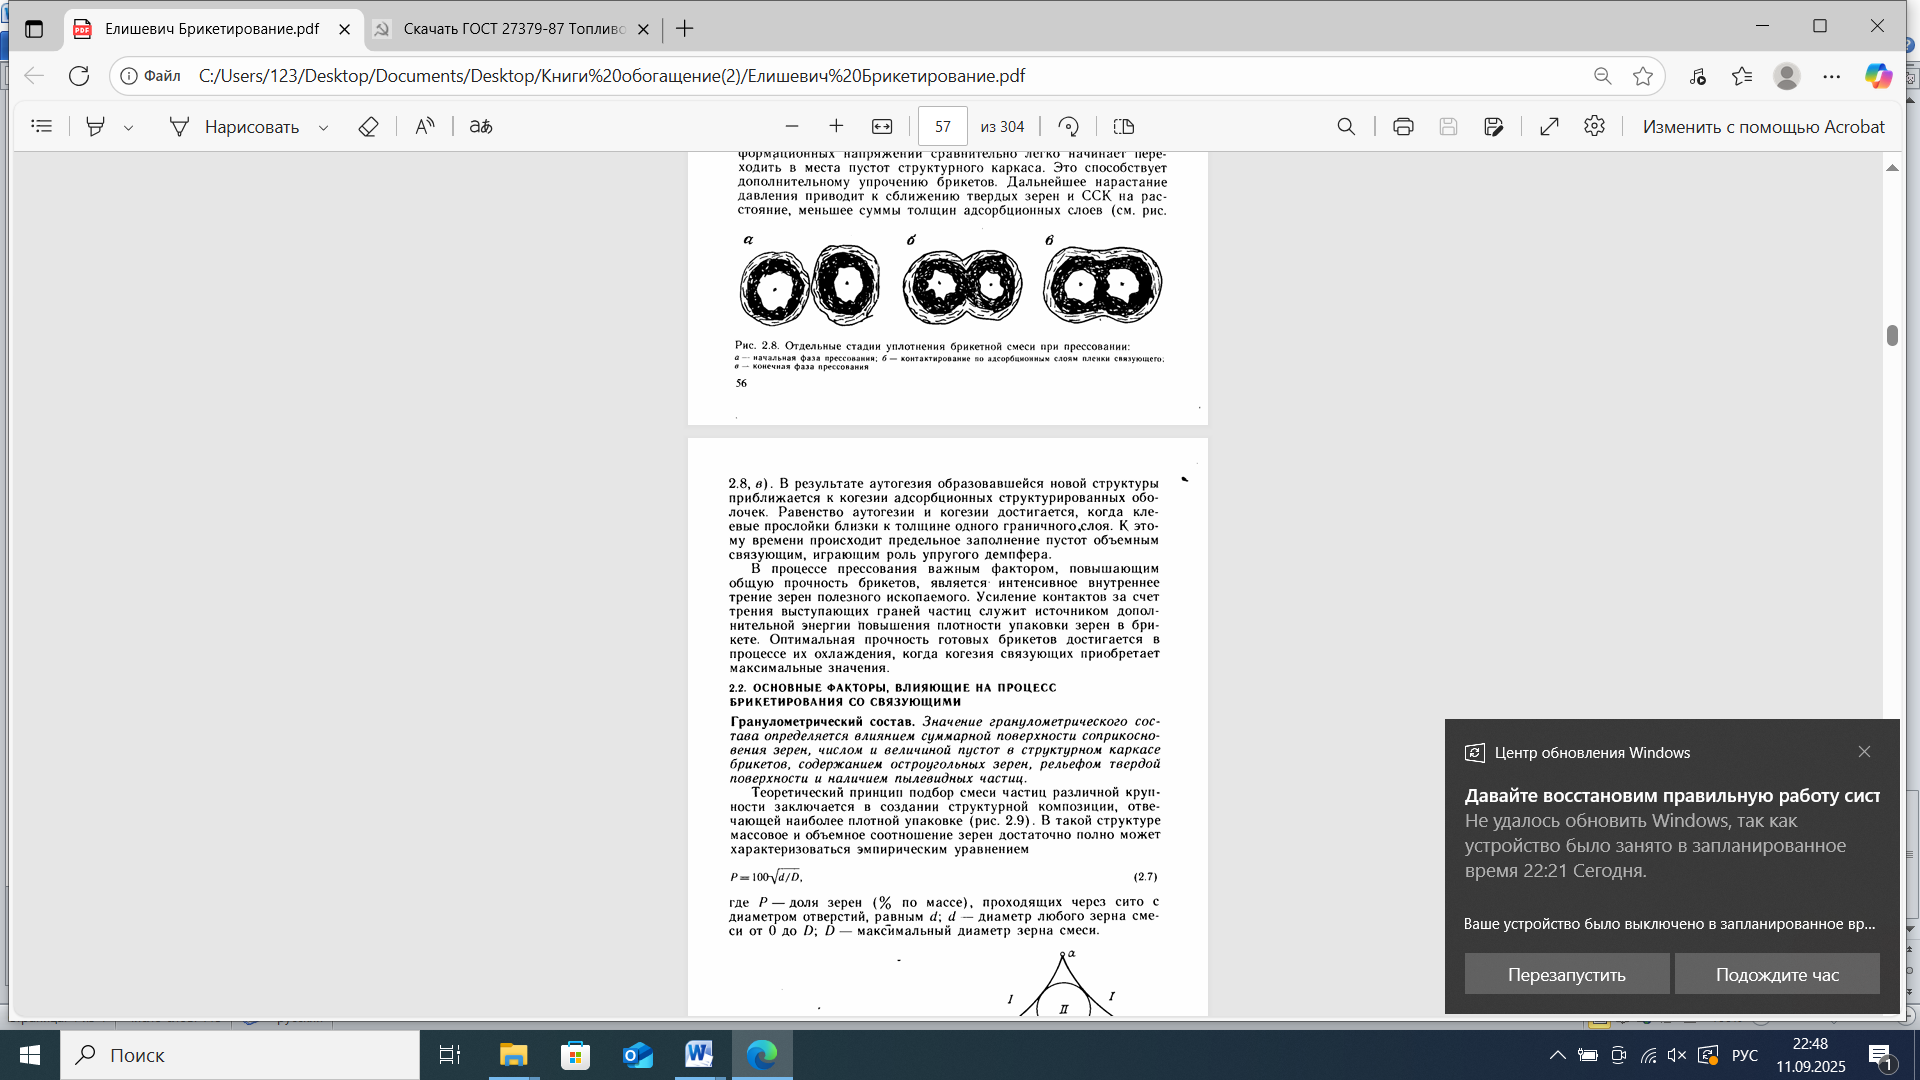 Елишевич Брикетирование.pdf
Скачать ГОСТ 27379-87 Топливо
Файл
C:/Users/123/Desktop/Documents/Desktop/Книги%20обогащение(2)/Елишевич%20Брикетирование.pdf
Нарисовать
aあ
57
из 304
Изменить с помощью Acrobat
формационных напряжений сравнительно легко начинает пере-
ходить в места пустот структурного каркаса. Это способствует
дополнительному упрочению брикетов. Дальнейшее нарастание
давления приводит к сближению твердых зерен и ССК на рас-
стояние, меньшее суммы толщин адсорбционных слоев (см. рис.
а
б
в
Рис. 2.8. Отдельные стадии уплотнения брикетной смеси при прессовании:
а — начальная фаза прессования; б — контактирование по адсорбционным слоям пленки связующего;
в — конечная фаза прессования
56
2.8, в). В результате аутогезия образовавшейся новой структуры
приближается к когезии адсорбционных структурированных обо-
лочек. Равенство аутогезии и когезии достигается, когда кле-
евые прослойки близки к толщине одного граничного слоя. К это-
му времени происходит предельное заполнение пустот объемным
связующим, играющим роль упругого демпфера.
В процессе прессования важным фактором, повышающим
общую прочность брикетов, является интенсивное внутреннее
трение зерен полезного ископаемого. Усиление контактов за счет
трения выступающих граней частиц служит источником допол-
нительной энергии повышения плотности упаковки зерен в бри-
кете. Оптимальная прочность готовых брикетов достигается в
процессе их охлаждения, когда когезия связующих приобретает
максимальные значения.
2.2. ОСНОВНЫЕ ФАКТОРЫ, ВЛИЯЮЩИЕ НА ПРОЦЕСС
БРИКЕТИРОВАНИЯ СО СВЯЗУЮЩИМИ
Гранулометрический состав. Значение гранулометрического сос-
тава определяется влиянием суммарной поверхности соприкосно-
вения зерен, числом и величиной пустот в структурном каркасе
брикетов, содержанием остроугольных зерен, рельефом твердой
поверхности и наличием пылевидных частиц.
Теоретический принцип подбор смеси частиц различной круп-
ности заключается в создании структурной композиции, отве-
чающей наиболее плотной упаковке (рис. 2.9). В такой структуре
массовое и объемное соотношение зерен достаточно полно может
характеризоваться эмпирическим уравнением
P=100√d/D, (2.7)
где P — доля зерен (% по массе), проходящих через сито с
диаметром отверстий, равным d; d — диаметр любого зерна сме-
си от 0 до D; D — максимальный диаметр зерна смеси.
а
I
I
II
Центр обновления Windows
Давайте восстановим правильную работу сист
Не удалось обновить Windows, так как
устройство было занято в запланированное
время 22:21 Сегодня.
Ваше устройство было выключено в запланированное вр...
Перезапустить
Подождите час
Поиск
РУС
22:48
11.09.2025
1